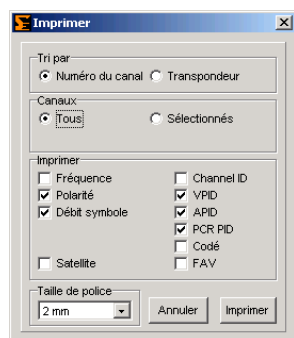 Imprimer
Tri par
Numéro du canal Transpondeur
Canaux
Tous Sélectionnés
Imprimer
Fréquence Channel ID
Polarité VPID
Débit symbole APID
PCR PID
Codé
Satellite FAV
Taille de police
2 mm Annuler Imprimer